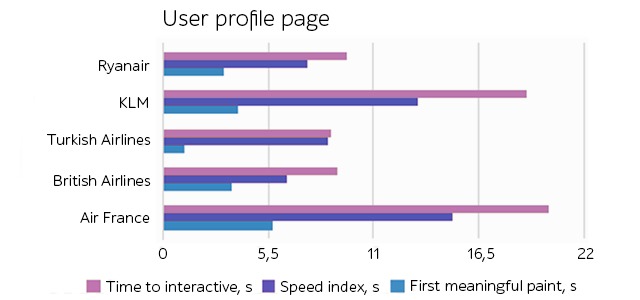 User profile page
Ryanair
KLM
Turkish Airlines
British Airlines
Air France
0 5,5 11 16,5 22
Time to interactive, s Speed index, s First meaningful paint, s